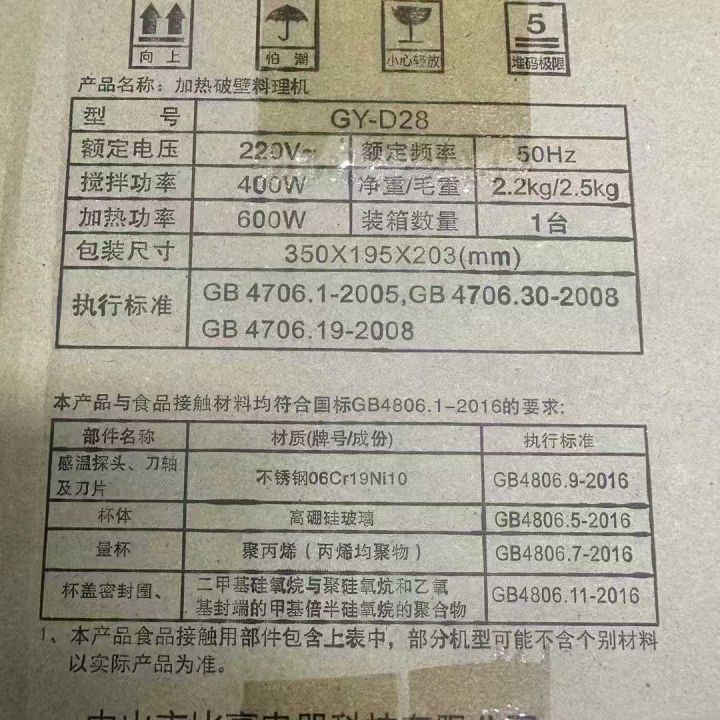 向上 怕潮 小心轻放 5 堆码极限
产品名称：加热破壁料理机
型 号 GY-D28
额定电压 220V~ 额定频率 50Hz
搅拌功率 400W 净重/毛重 2.2kg/2.5kg
加热功率 600W 装箱数量 1台
包装尺寸 350X195X203(mm)
执行标准 GB 4706.1-2005,GB 4706.30-2008
GB 4706.19-2008
本产品与食品接触材料均符合国标GB4806.1-2016的要求:
部件名称 材质(牌号/成份) 执行标准
感温探头、刀轴
及刀片 不锈钢06Cr19Ni10 GB4806.9-2016
杯体 高硼硅玻璃 GB4806.5-2016
量杯 聚丙烯（丙烯均聚物） GB4806.7-2016
杯盖密封圈、 二甲基硅氧烷与聚硅氧炕和乙氧
基封端的甲基倍半硅氧烷的聚合物 GB4806.11-2016
1、本产品食品接触用部件包含上表中，部分机型可能不含个别材料
以实际产品为准。